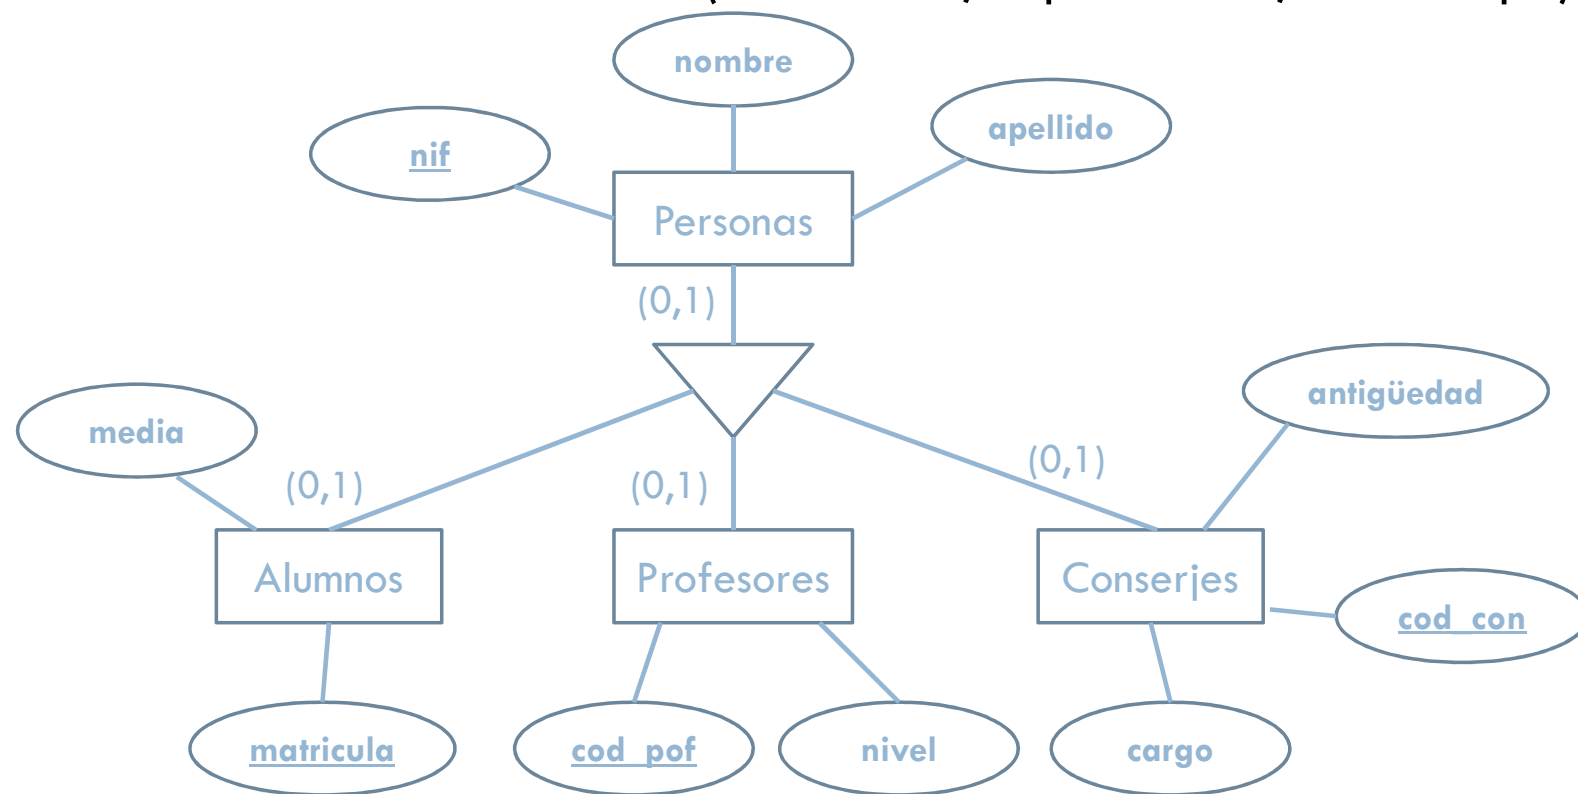 nombre
apellido
nif
Personas
(0,1)
antigüedad
media
(0,1)
(0,1)
(0,1)
Alumnos
Profesores
Conserjes
cod_con
matricula
cod_pof
nivel
cargo